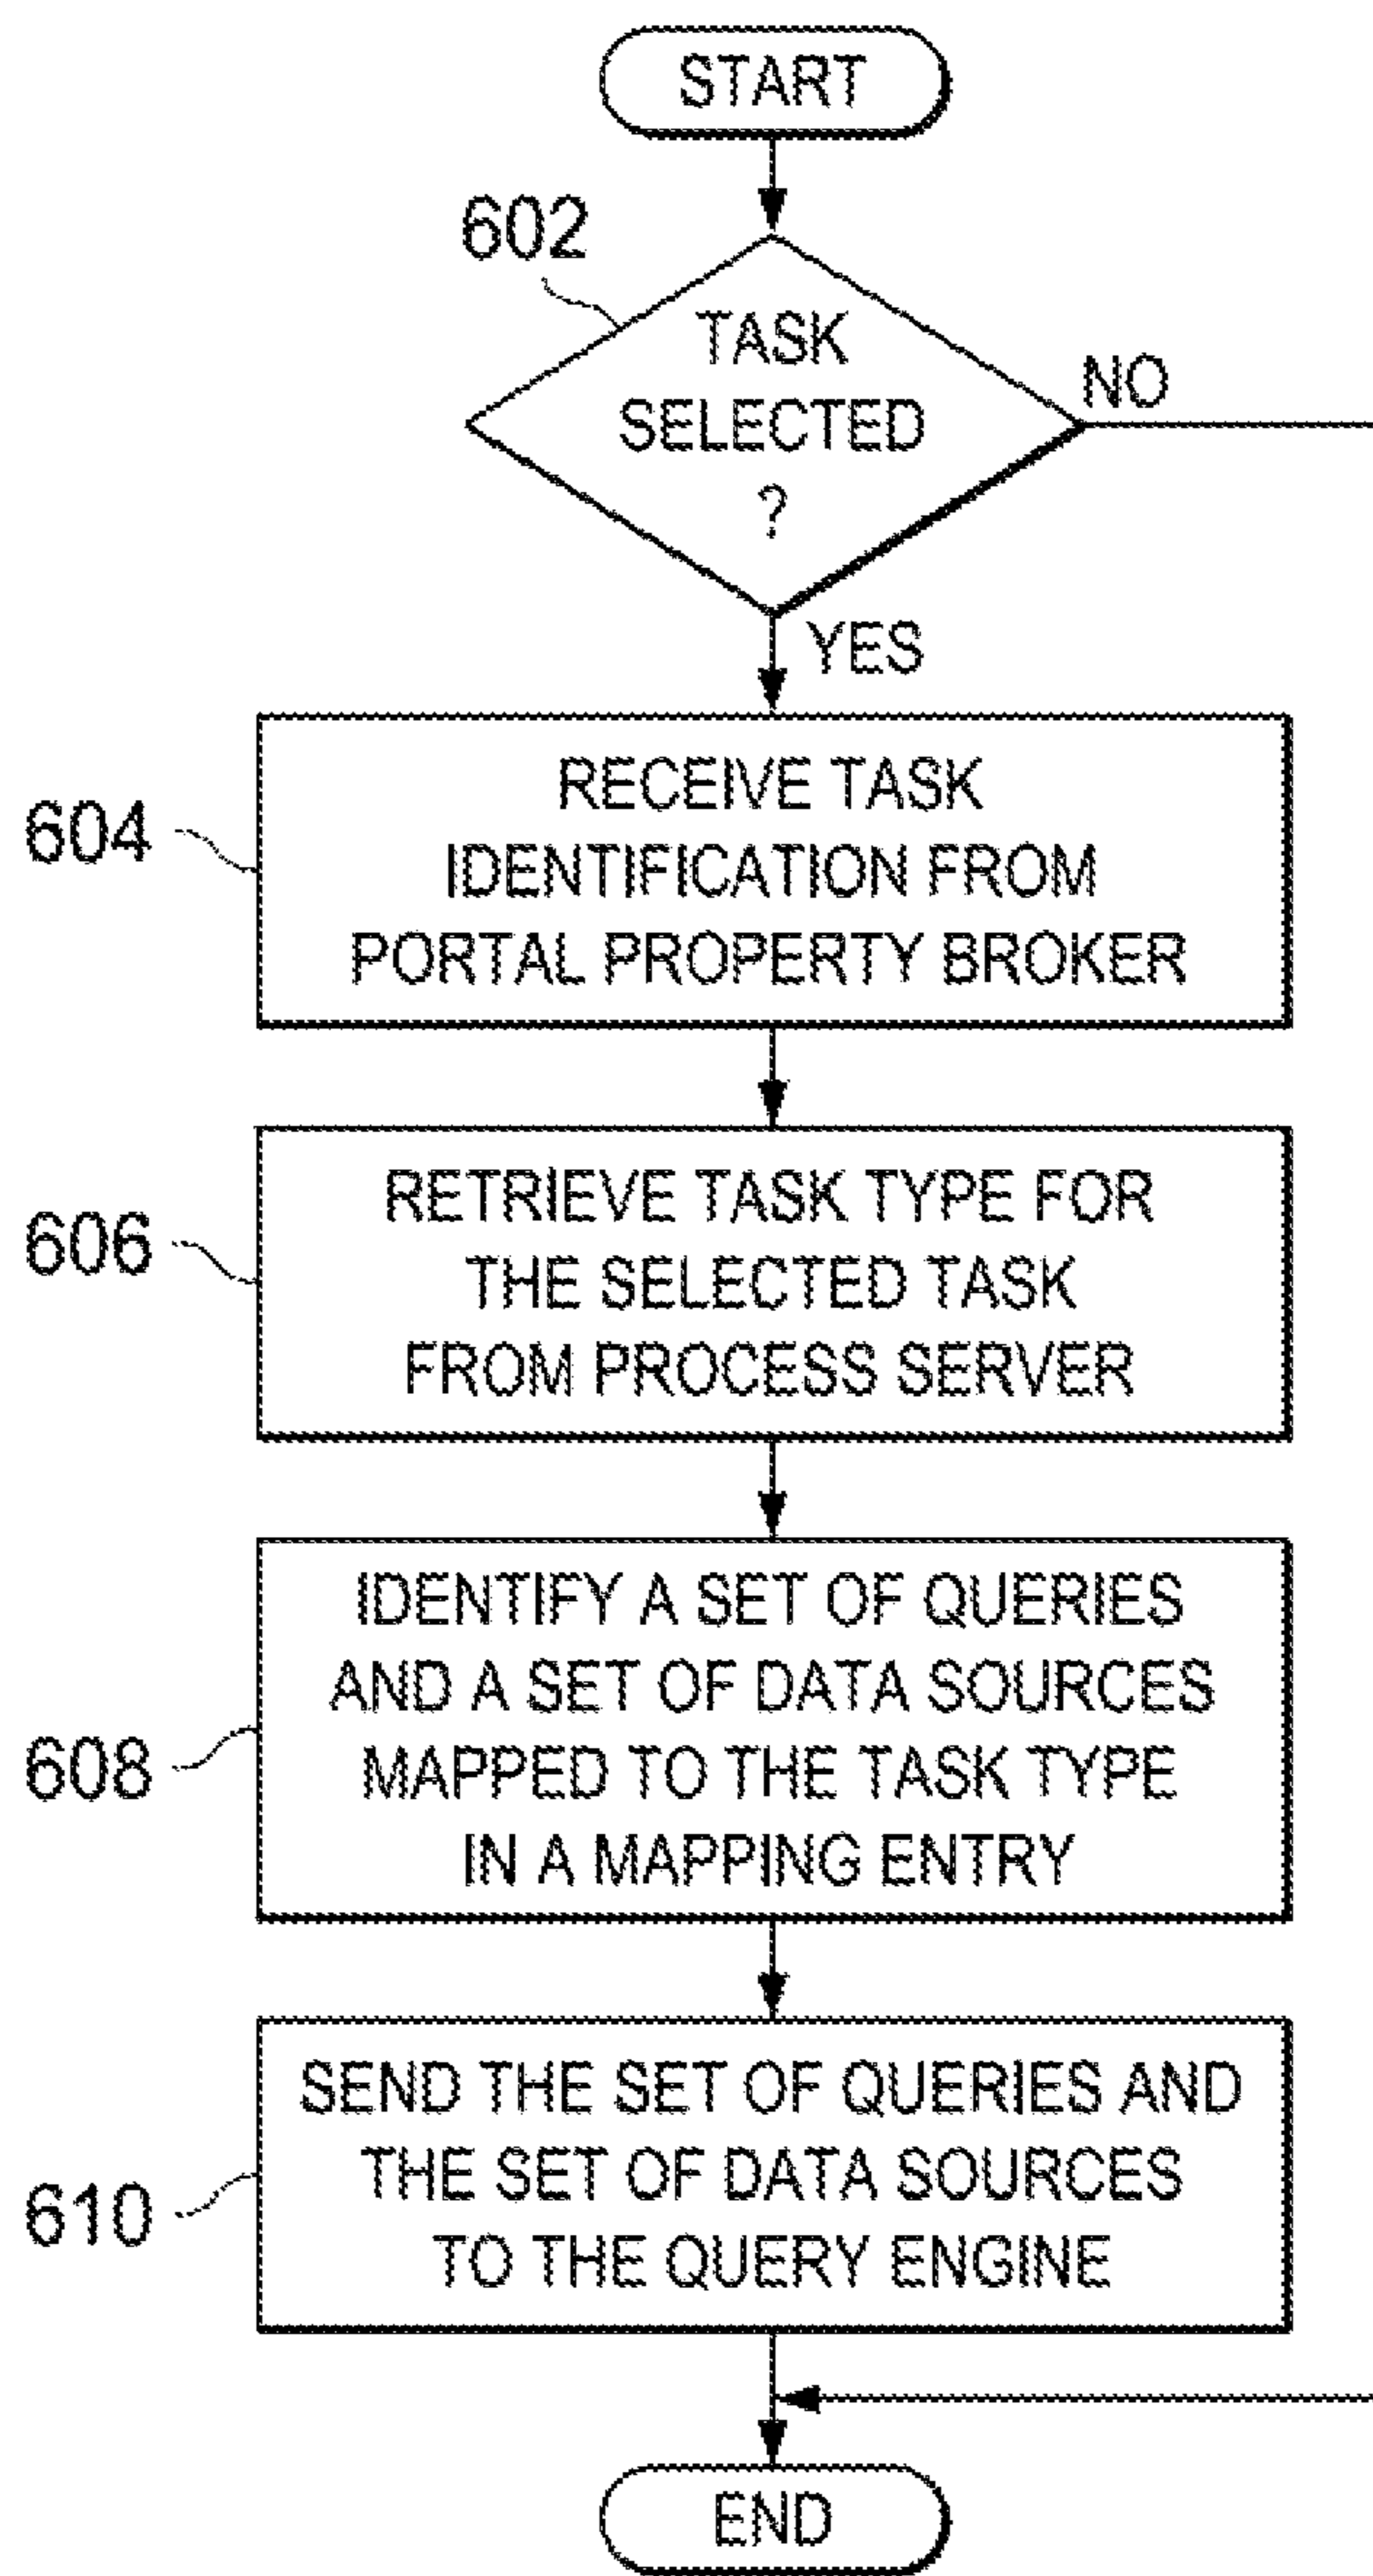 START
602
TASK
SELECTED
?
NO
YES
604
RECEIVE TASK
IDENTIFICATION FROM
PORTAL PROPERTY BROKER
606
RETRIEVE TASK TYPE FOR
THE SELECTED TASK
FROM PROCESS SERVER
608
IDENTIFY A SET OF QUERIES
AND A SET OF DATA SOURCES
MAPPED TO THE TASK TYPE
IN A MAPPING ENTRY
610
SEND THE SET OF QUERIES AND
THE SET OF DATA SOURCES
TO THE QUERY ENGINE
END